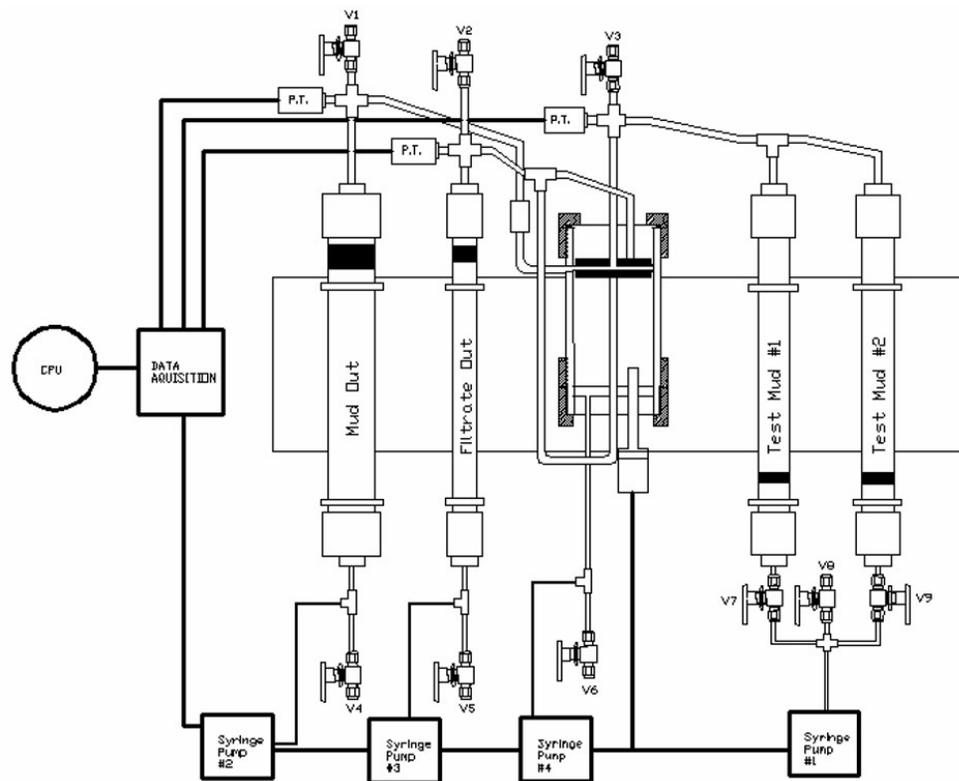 V1
V2
V3
P.T.
P.T.
P.T.
CPU
DATA
AQUISITION
Mud Out
Filtrate Out
Test Mud #1
Test Mud #2
V7
V8
V9
V4
V5
V6
Syringe
Pump
#2
Syringe
Pump
#3
Syringe
Pump
#4
Syringe
Pump
#1